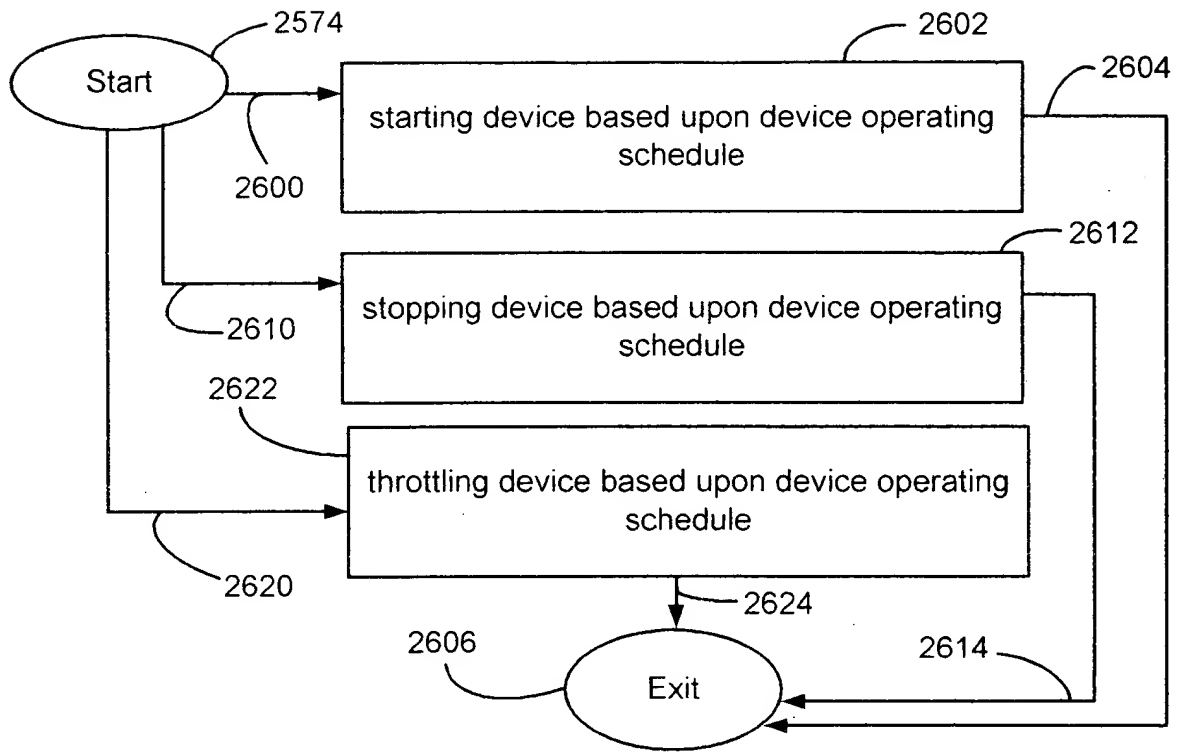 2574
Start
2602
2604
starting device based upon device operating
schedule
2600
2612
stopping device based upon device operating
schedule
2610
2622
throttling device based upon device operating
schedule
2620
2624
2606
Exit
2614